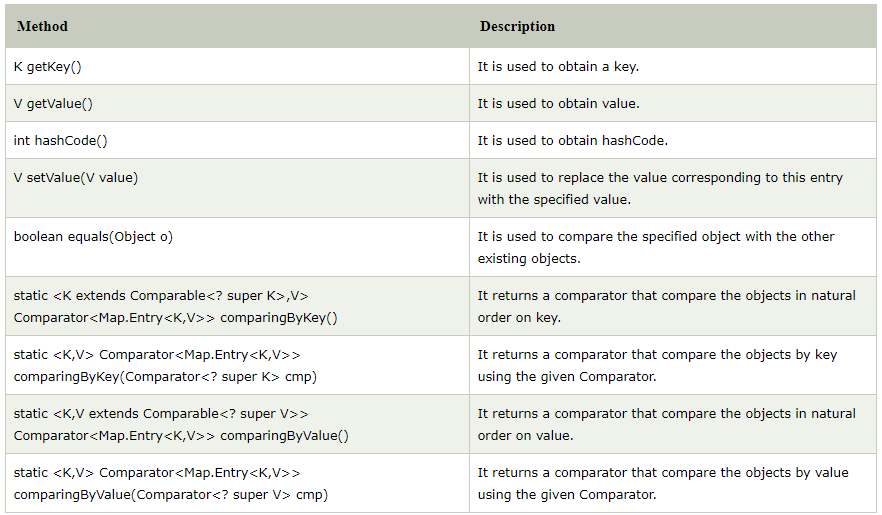 Method Description
K getKey() It is used to obtain a key.
V getValue() It is used to obtain value.
int hashCode() It is used to obtain hashCode.
V setValue(V value) It is used to replace the value corresponding to this entry
with the specified value.
boolean equals(Object o) It is used to compare the specified object with the other
existing objects.
static <K extends Comparable<? super K>,V> It returns a comparator that compare the objects in natural
Comparator<Map.Entry<K,V>> comparingByKey() order on key.
static <K,V> Comparator<Map.Entry<K,V>> It returns a comparator that compare the objects by key
comparingByKey(Comparator<? super K> cmp) using the given Comparator.
static <K,V extends Comparable<? super V>> It returns a comparator that compare the objects in natural
Comparator<Map.Entry<K,V>> comparingByValue() order on value.
static <K,V> Comparator<Map.Entry<K,V>> It returns a comparator that compare the objects by value
comparingByValue(Comparator<? super V> cmp) using the given Comparator.